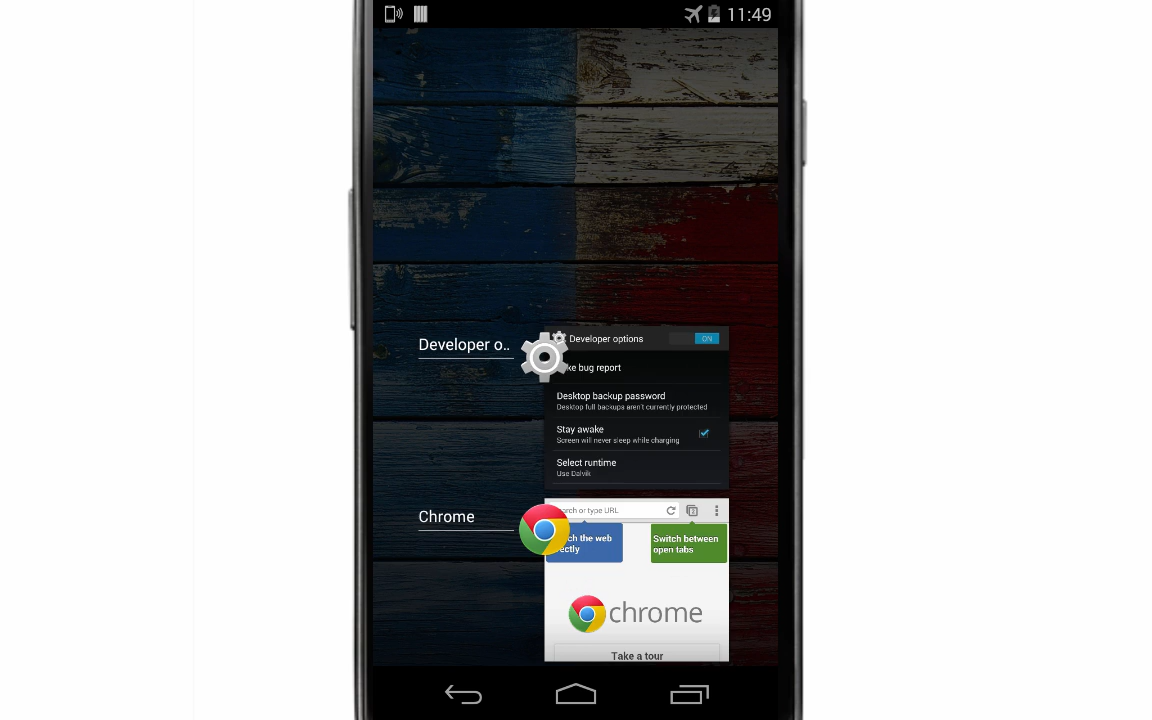 11:49
Developer o..
Developer options
ON
ke bug report
Desktop backup password
Desktop full backups aren't currently protected
Stay awake
Screen will never sleep while charging
Select runtime
Use Dalvik
Chrome
arch or type URL
ch the web
ectly
Switch between
open tabs
chrome
Take a tour